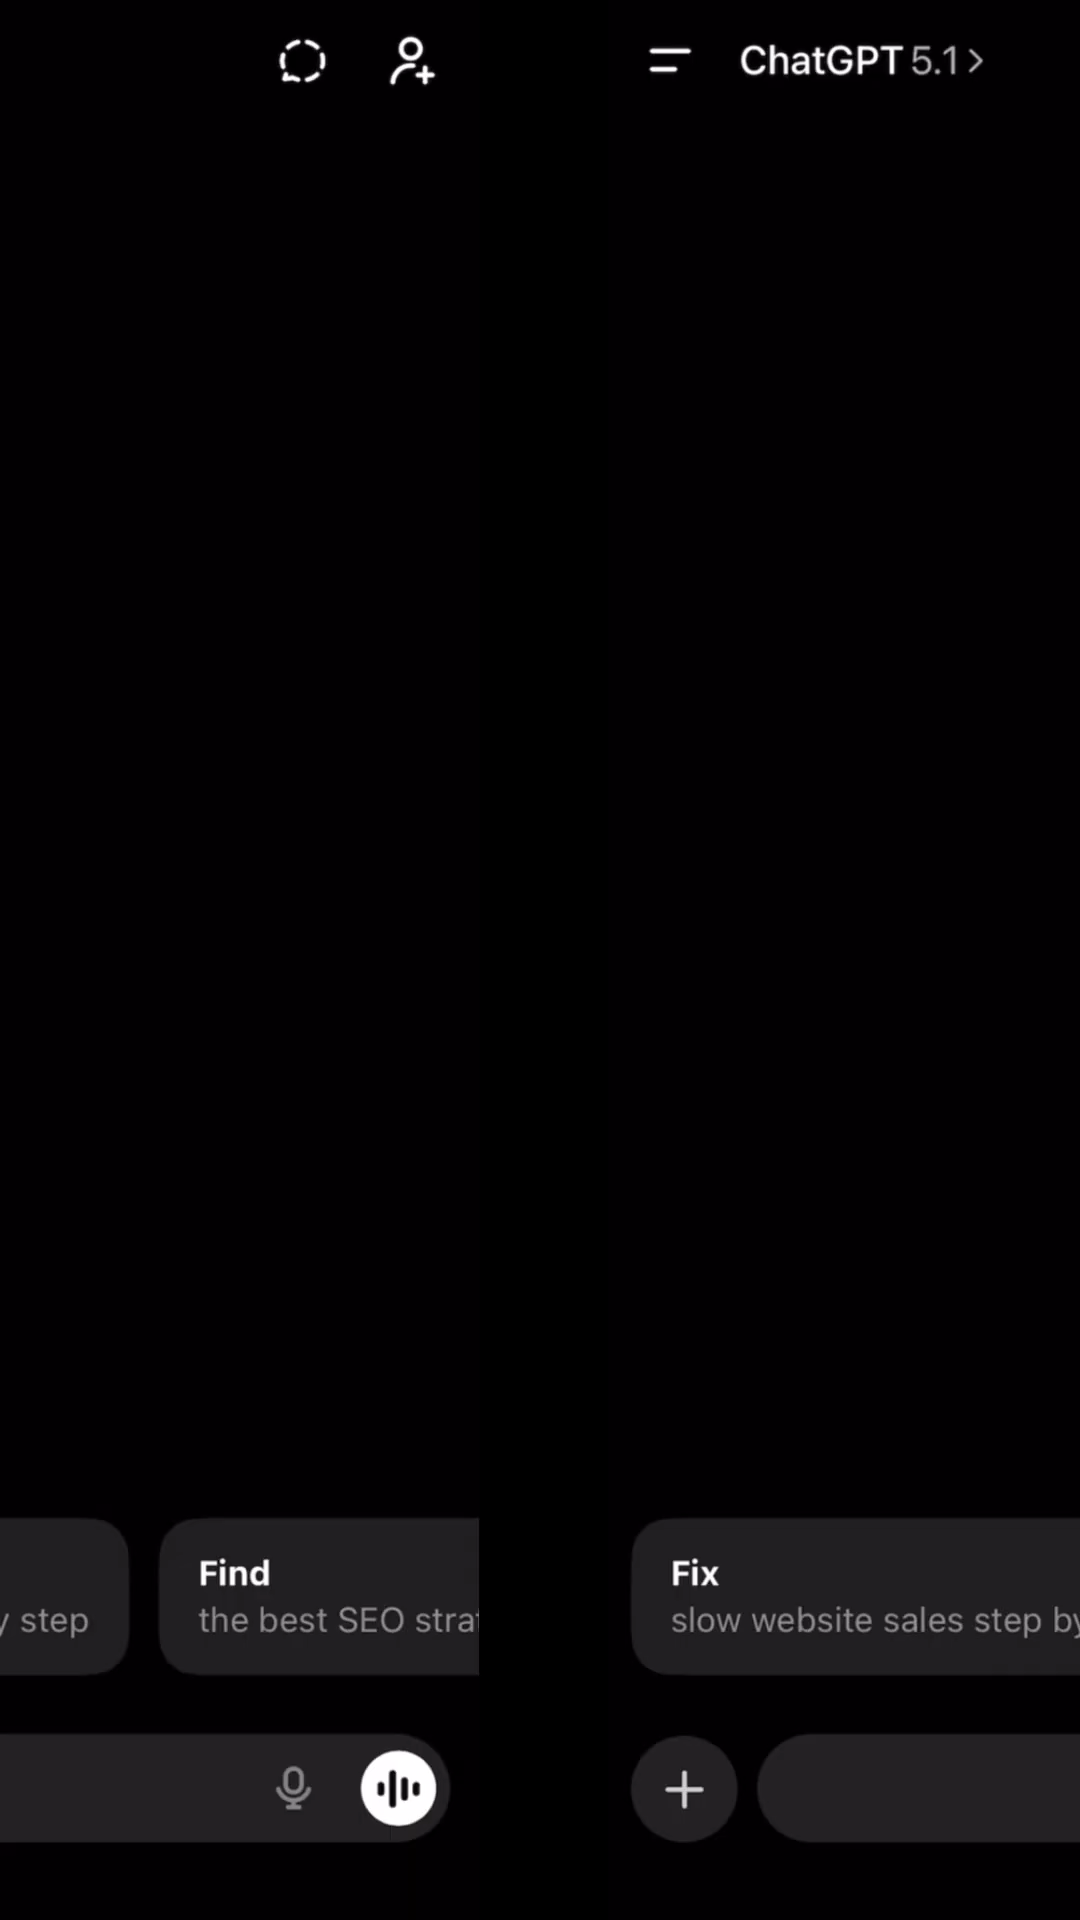 ChatGPT 5.1
y step
Find
the best SEO stra
Fix
slow website sales step by